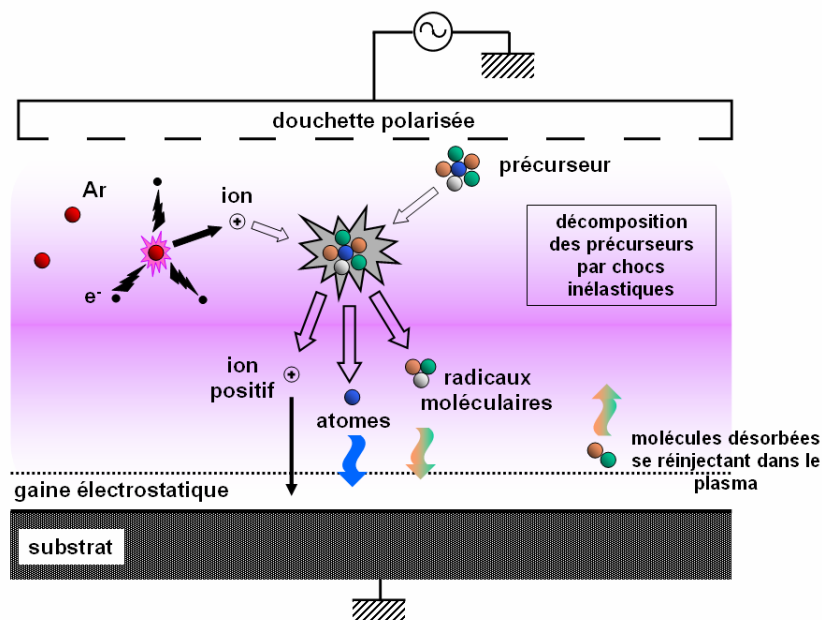 douchette polarisée
précurseur
Ar
ion
décomposition
des précurseurs
par chocs
inélastiques
e-
ion
positif
atomes
radicaux
moléculaires
molécules désorbées
se réinjectant dans le
plasma
gaine électrostatique
substrat